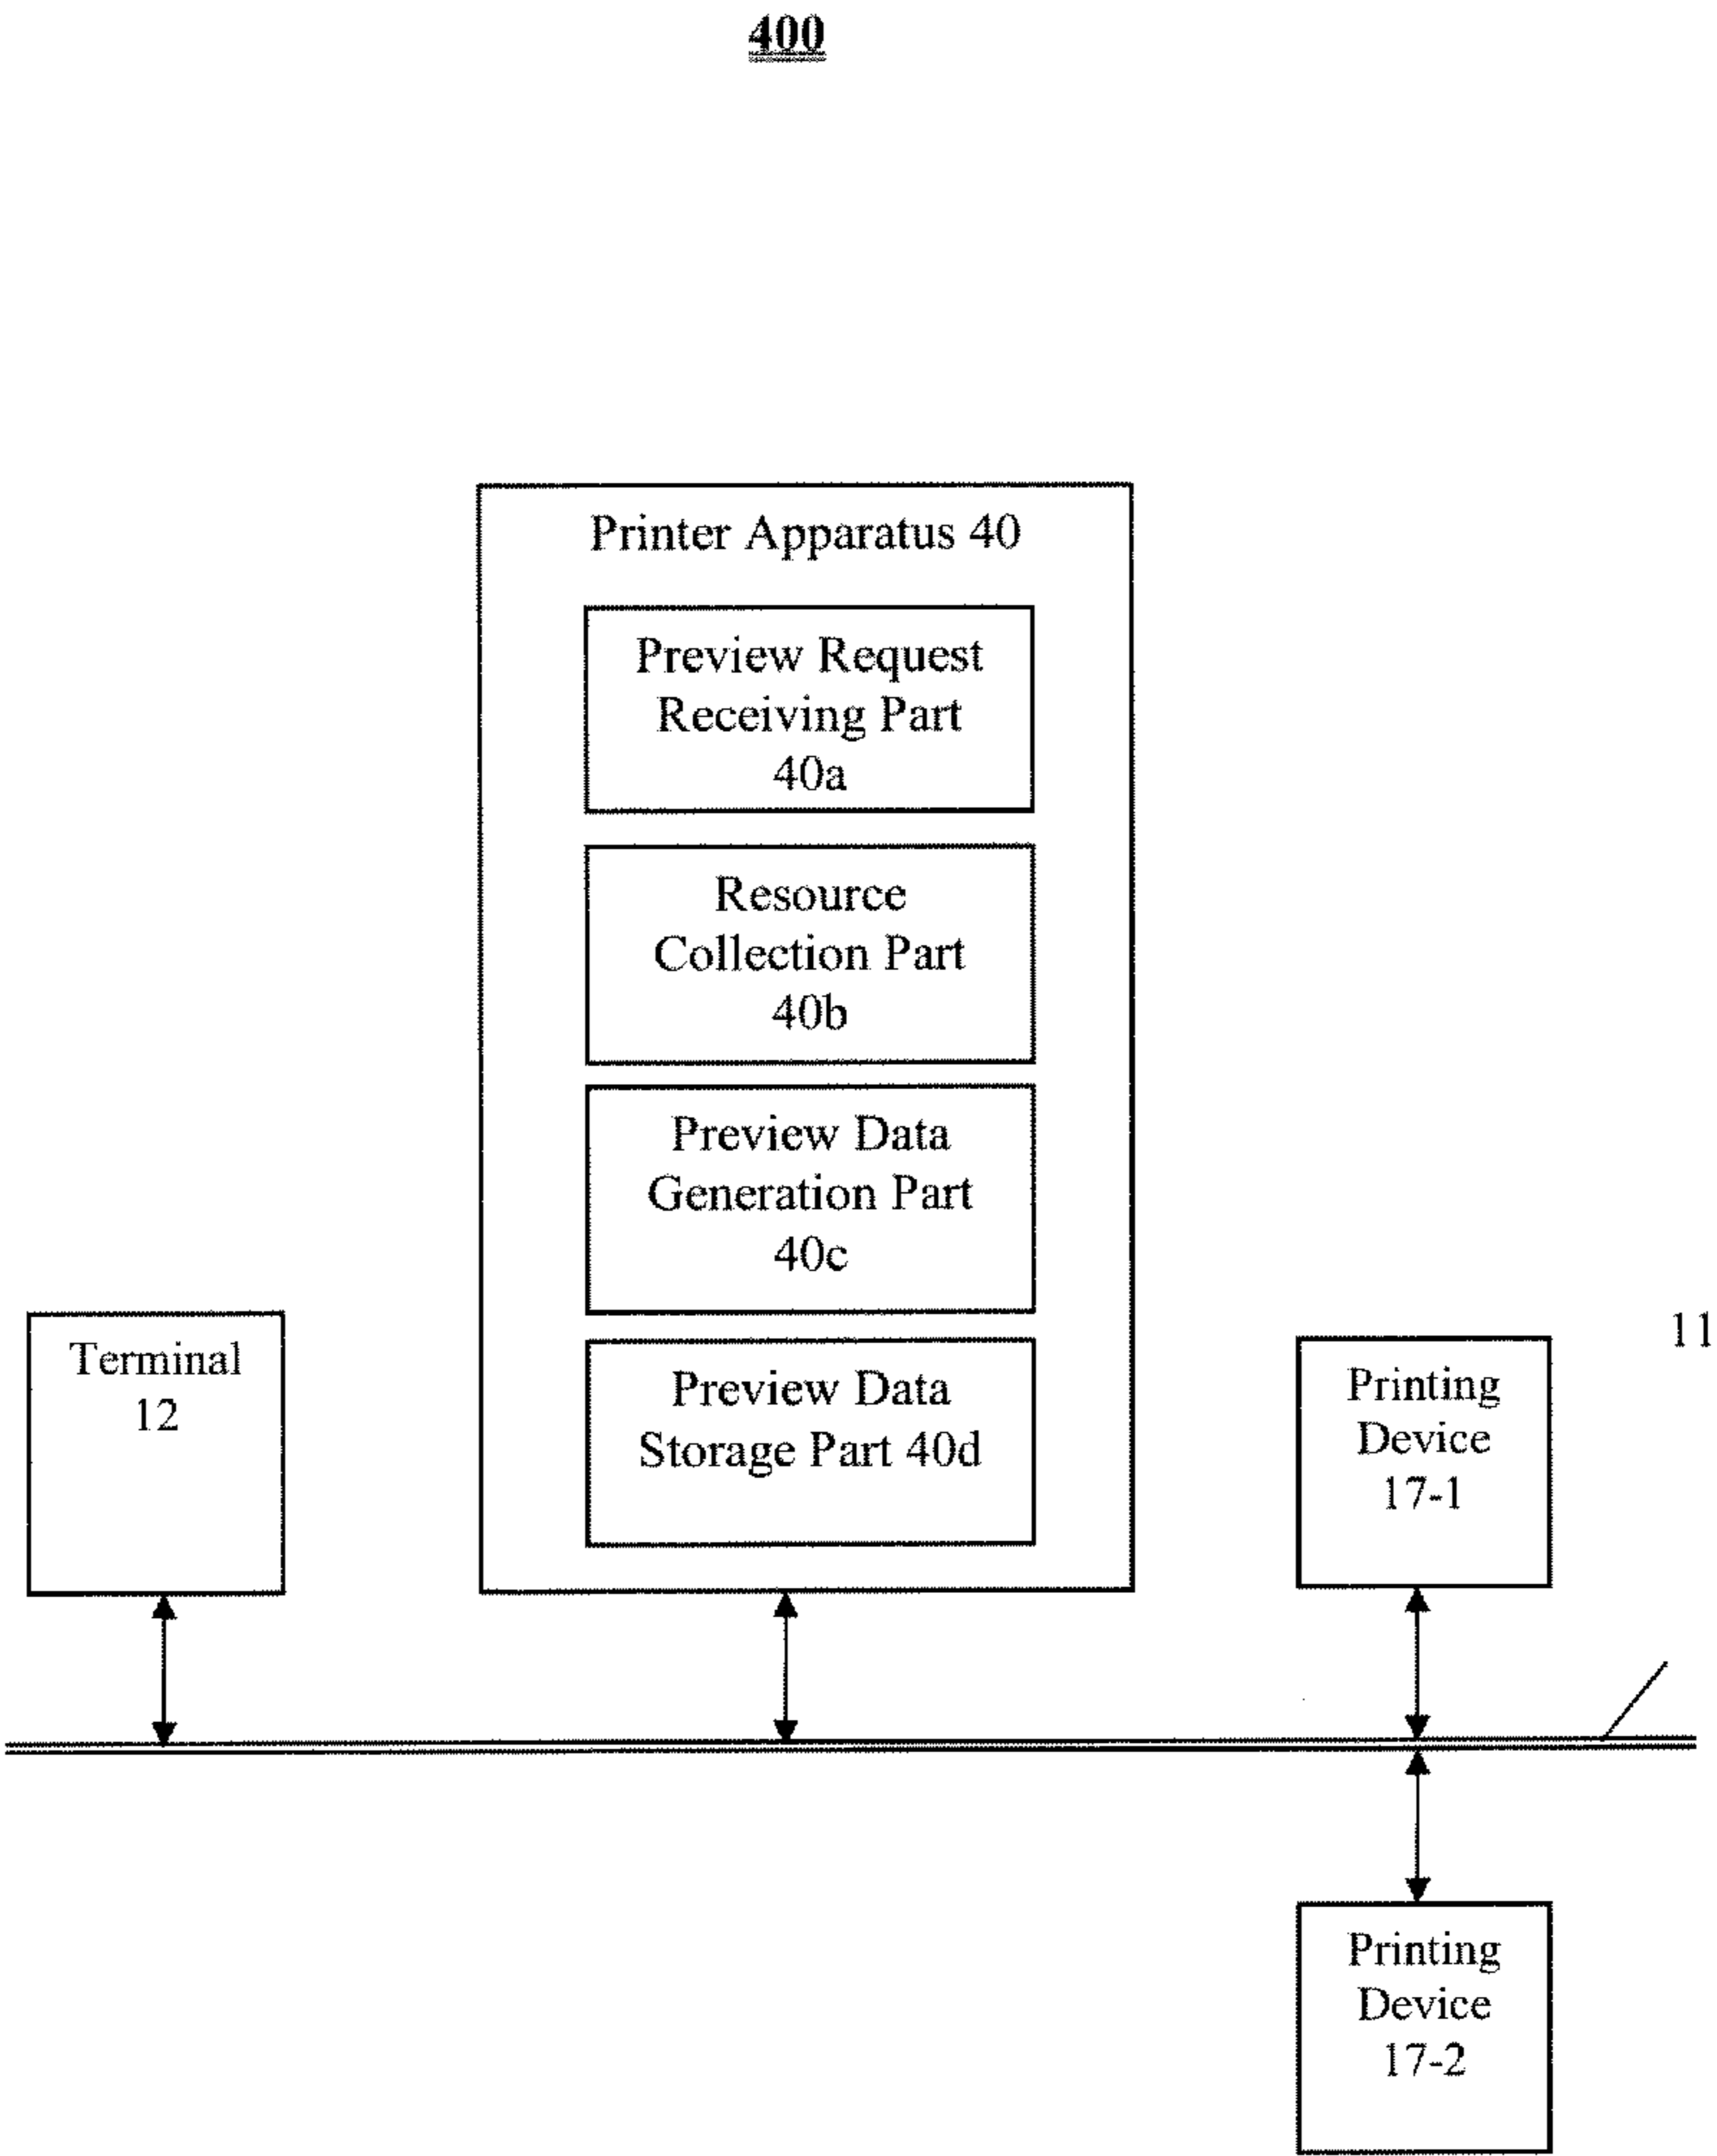 400
Printer Apparatus 40
Preview Request
Receiving Part
40a
Resource
Collection Part
40b
Preview Data
Generation Part
40c
Preview Data
Storage Part 40d
Terminal
12
Printing
Device
17-1
11
Printing
Device
17-2